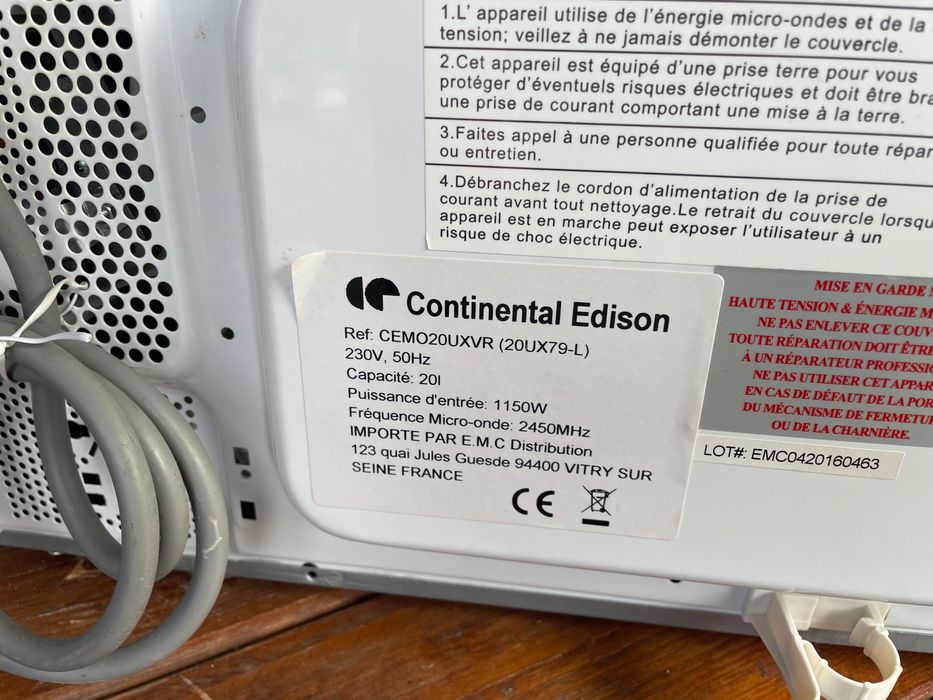 1.L' appareil utilise de l'énergie micro-ondes et de la
tension; veillez à ne jamais démonter le couvercle.
2.Cet appareil est équipé d'une prise terre pour vous
protéger d'éventuels risques électriques et doit être
une prise de courant comportant une mise à la terre.
3.Faites appel à une personne qualifiée pour toute
ou entretien.
4.Débranchez le cordon d'alimentation de la prise de
courant avant tout nettoyage.Le retrait du couvercle
appareil est en marche peut exposer l'utilisateur à un
risque de choc électrique.
Continental Edison
Ref: CEMO20UXVR (20UX79-L)
230V, 50Hz
Capacité: 20l
Puissance d'entrée: 1150W
Fréquence Micro-onde: 2450MHz
IMPORTE PAR E.M.C Distribution
123 quai Jules Guesde 94400 VITRY SUR
SEINE FRANCE
CE
MISE EN GARDE !
HAUTE TENSION & ÉNERGIE
NE PAS ENLEVER CE
TOUTE RÉPARATION DOIT
À UN RÉPARATEUR
NE PAS UTILISER CET
EN CAS DE DÉFAUT DE LA
DU MÉCANISME DE
OU DE LA CHARNIÈRE.
LOT#: EMC0420160463